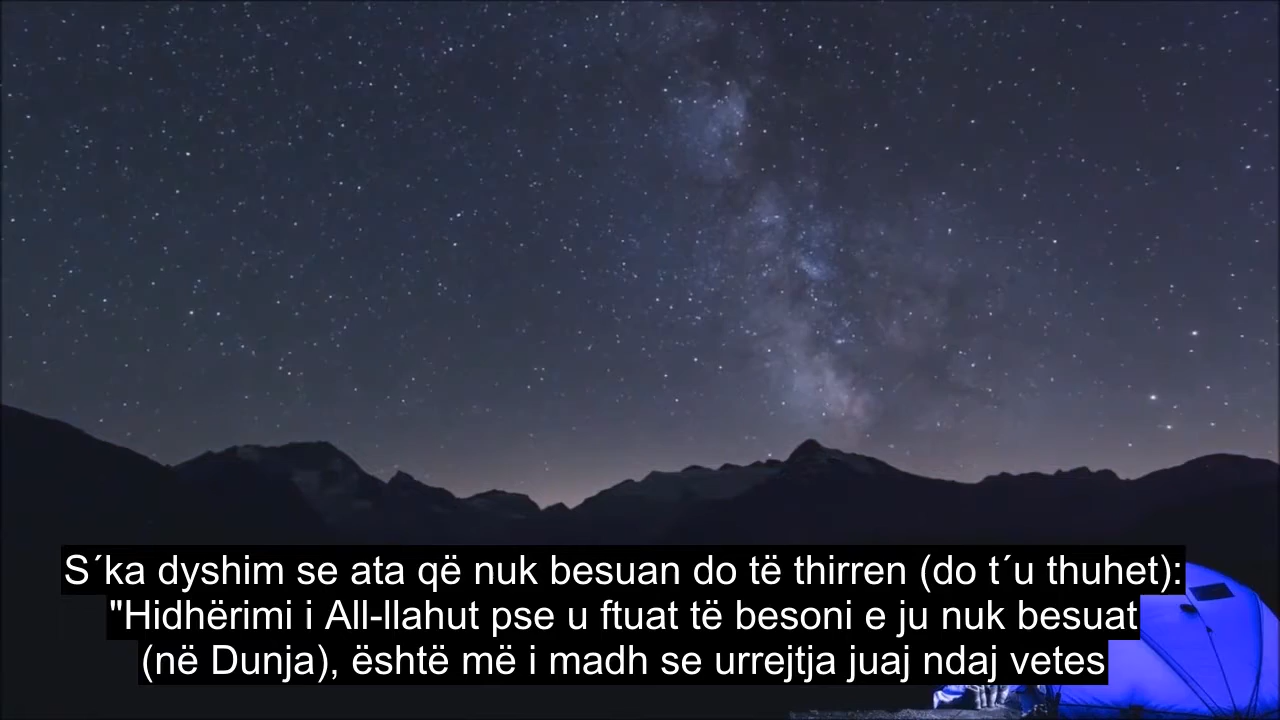 S´ka dyshim se ata që nuk besuan do të thirren (do t´u thuhet):
"Hidhërimi i All-llahut pse u ftuat të besoni e ju nuk besuat
(në Dunja), është më i madh se urrejtja juaj ndaj vetes